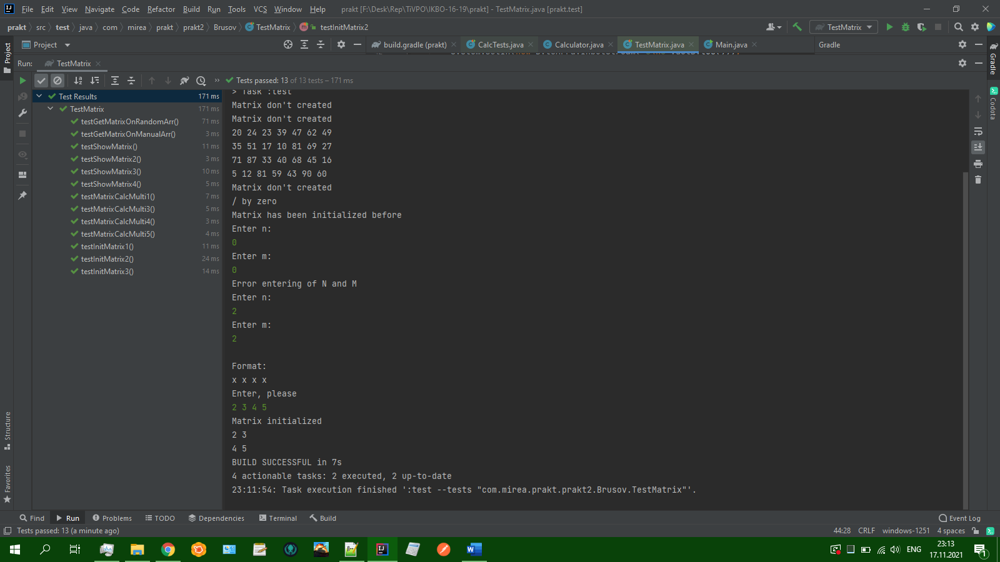 File Edit View Navigate Code Refactor Build Run Tools VCS Window Help prakt [F:\Desk\Rep\TiVPO\IKBO-16-19\prakt] - TestMatrix.java [prakt.test]
prakt src test java com mirea prakt prakt2 Brusov TestMatrix testInitMatrix2 TestMatrix
Project build.gradle (prakt) CalcTests.java Calculator.java TestMatrix.java Main.java Gradle
Run: TestMatrix
Tests passed: 13 of 13 tests – 171 ms
Test Results 171 ms
TestMatrix 171 ms
testGetMatrixOnRandomArr() 71 ms
testGetMatrixOnManualArr() 3 ms
testShowMatrix() 11 ms
testShowMatrix2() 3 ms
testShowMatrix3() 10 ms
testShowMatrix4() 5 ms
testMatrixCalcMulti1() 7 ms
testMatrixCalcMulti3() 5 ms
testMatrixCalcMulti4() 3 ms
testMatrixCalcMulti5() 4 ms
testInitMatrix1() 11 ms
testInitMatrix2() 24 ms
testInitMatrix3() 14 ms
> Task :test
Matrix don't created
Matrix don't created
20 24 23 39 47 62 49
35 51 17 10 81 69 27
71 87 33 40 68 45 16
5 12 81 59 43 90 60
Matrix don't created
/ by zero
Matrix has been initialized before
Enter n:
0
Enter m:
0
Error entering of N and M
Enter n:
2
Enter m:
2
Format:
x x x x
Enter, please
2 3 4 5
Matrix initialized
2 3
4 5
BUILD SUCCESSFUL in 7s
4 actionable tasks: 2 executed, 2 up-to-date
23:11:54: Task execution finished ':test --tests "com.mirea.prakt.prakt2.Brusov.TestMatrix"'.
Project
Structure
Favorites
Gradle
Codota
Find Run Problems TODO Dependencies Terminal Build Event Log
Tests passed: 13 (a minute ago) 44:28 CRLF windows-1251 4 spaces
ENG 23:13
17.11.2021
1